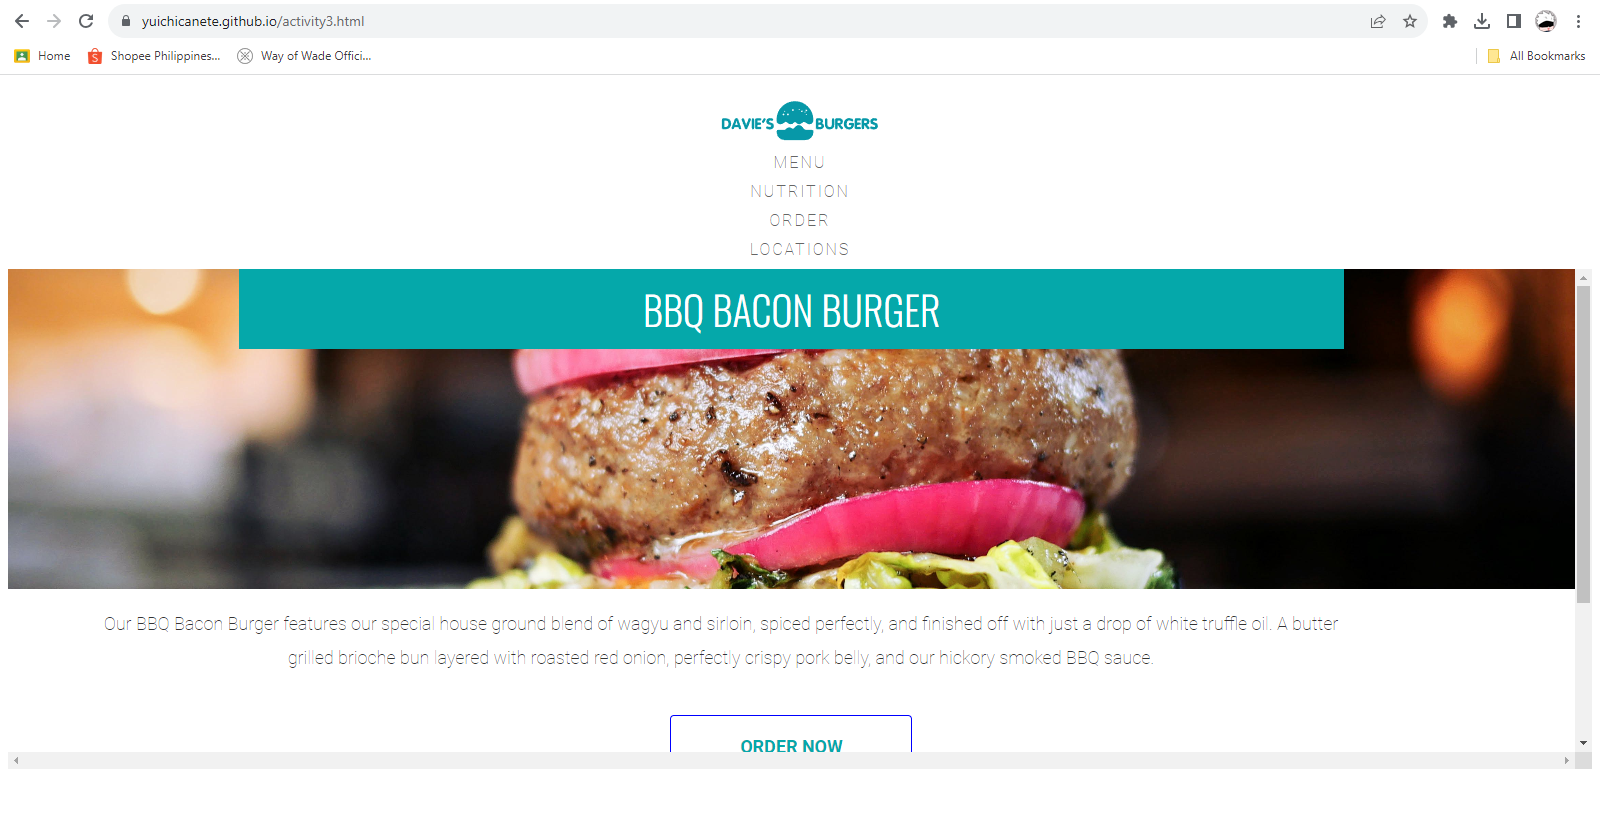 yuichicanete.github.io/activity3.html
Home Shopee Philippines... Way of Wade Offici... All Bookmarks
DAVIE'S BURGERS
MENU
NUTRITION
ORDER
LOCATIONS
BBQ BACON BURGER
Our BBQ Bacon Burger features our special house ground blend of wagyu and sirloin, spiced perfectly, and finished off with just a drop of white truffle oil. A butter
grilled brioche bun layered with roasted red onion, perfectly crispy pork belly, and our hickory smoked BBQ sauce.
ORDER NOW